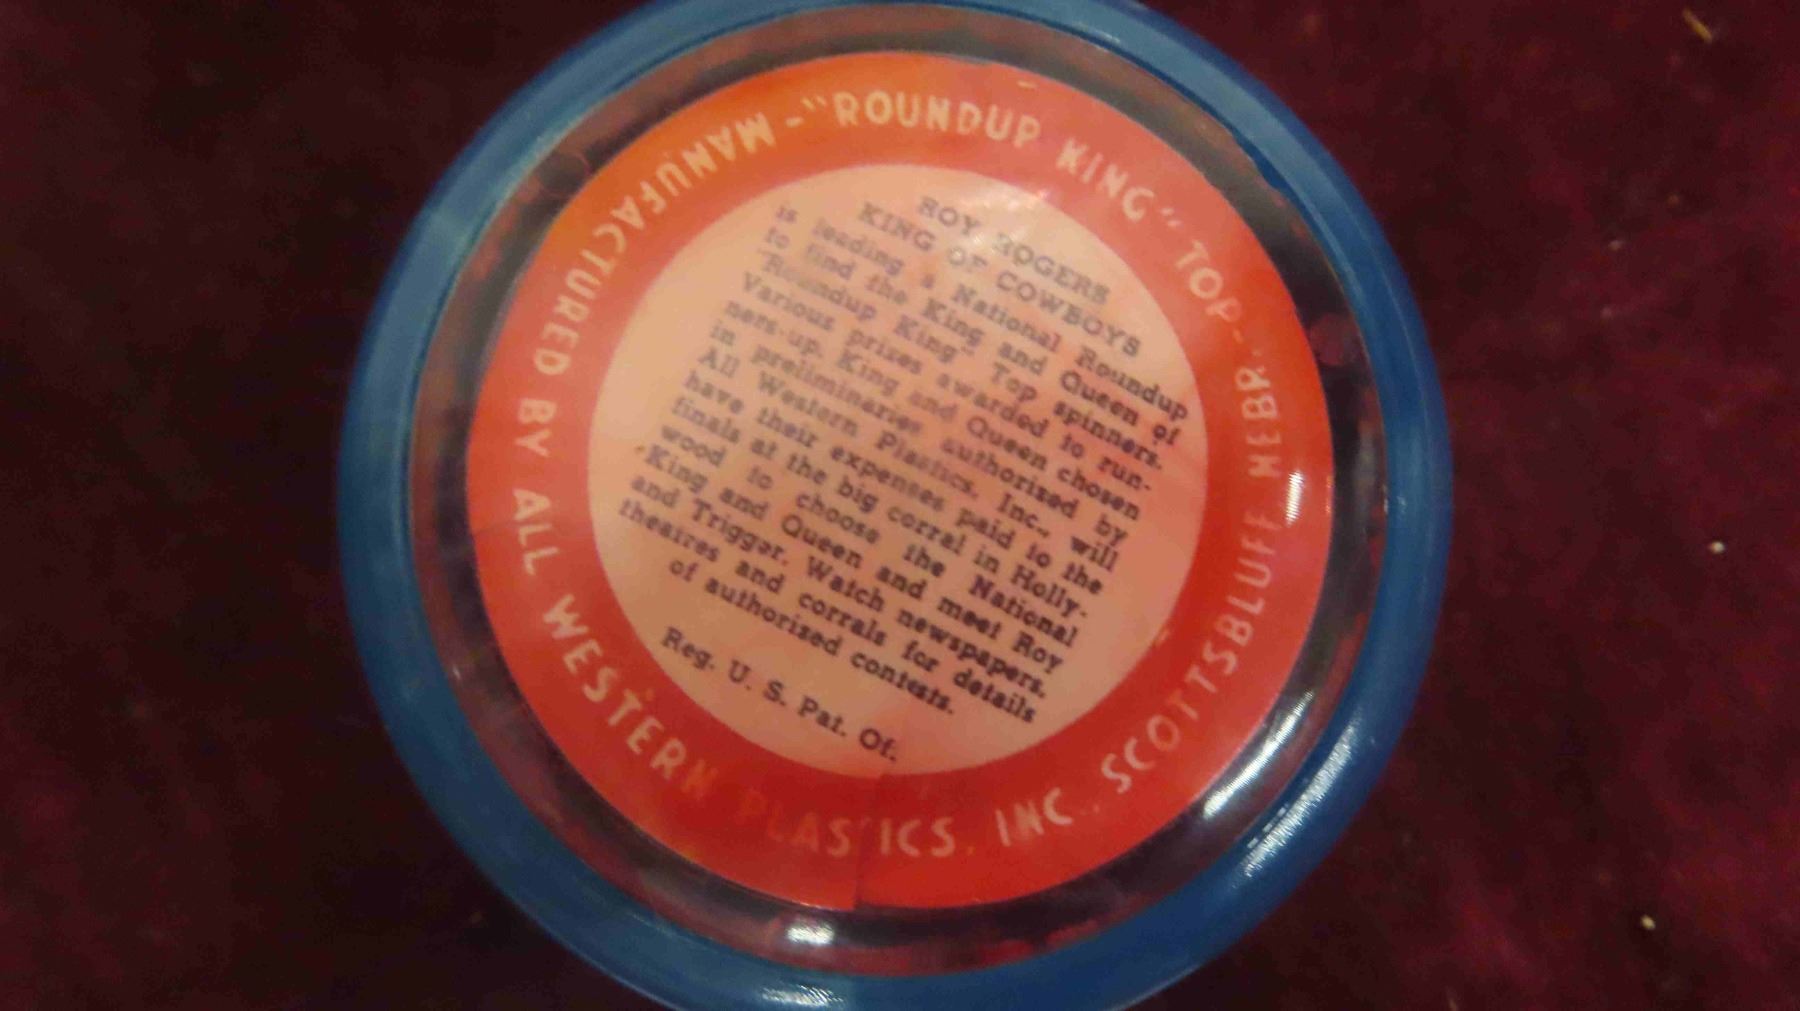 "ROUNDUP KING" TOP-
MANUFACTURED BY ALL WESTERN PLASTICS, INC., SCOTTSBLUFF NEBR.
ROY ROGERS
KING OF COWBOYS
is leading a National Roundup
to find the King and Queen of
"Roundup King" Top spinners.
Various prizes awarded to run-
ners-up. King and Queen chosen
in preliminaries authorized by
All Western Plastics, Inc., will
have their expenses paid to the
finals at the big corral in Holly-
wood to choose the National
King and Queen and meet Roy
and Trigger. Watch newspapers,
theatres and corrals for details
of authorized contests.
Reg. U. S. Pat. Of.